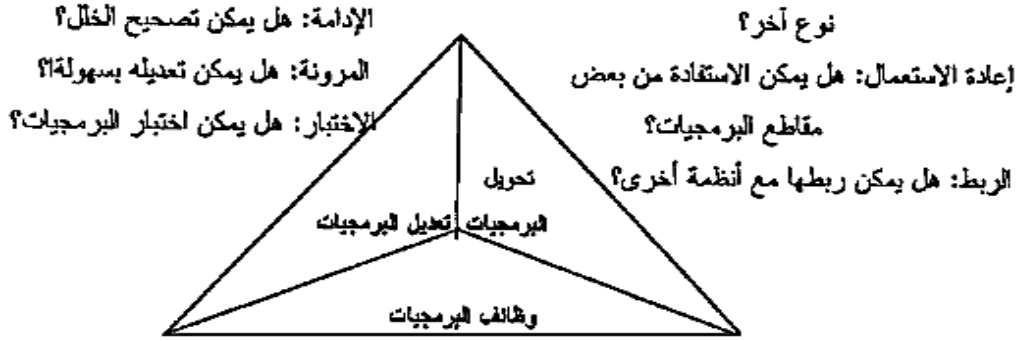 نوع آخر؟
إعادة الاستعمال: هل يمكن الاستفادة من بعض
مقاطع البرمجيات؟
الربط: هل يمكن ربطها مع أنظمة أخرى؟
الإدامة: هل يمكن تصحيح الخلل؟
المرونة: هل يمكن تعديله بسهولة؟
الاختبار: هل يمكن اختبار البرمجيات؟
تحويل
البرمجيات
تعديل البرمجيات
وظائف البرمجيات